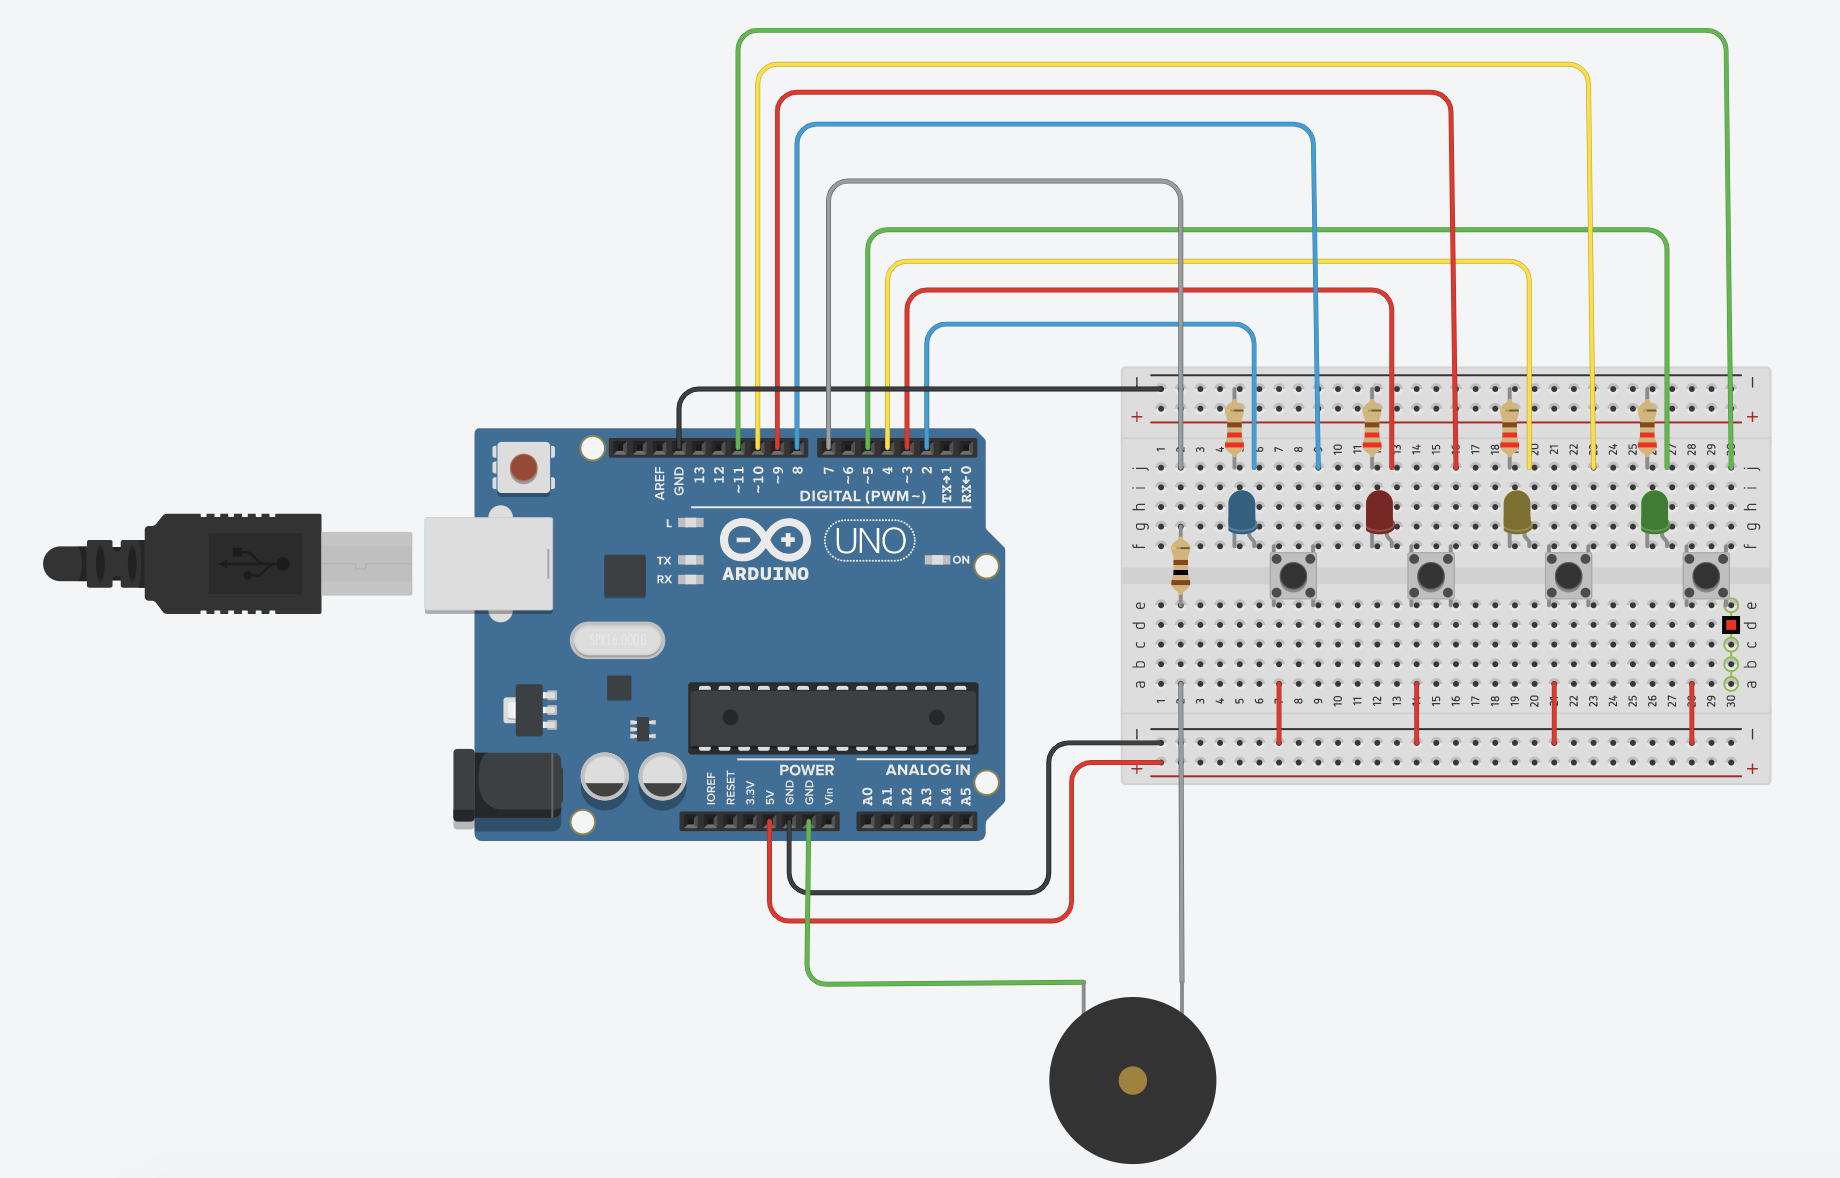 − −
+ +
1 2 3 4 5 6 7 8 9 10 11 12 13 14 15 16 17 18 19 20 21 22 23 24 25 26 27 28 29 30
j j
i i
h h
g g
f f
e e
d d
c c
b b
a a
1 2 3 4 5 6 7 8 9 10 11 12 13 14 15 16 17 18 19 20 21 22 23 24 25 26 27 28 29 30
− −
+ +
AREF GND 13 12 ~11 ~10 ~9 8 7 ~6 ~5 4 ~3 2 TX→1 RX←0
DIGITAL (PWM~)
L
TX
RX
UNO
ARDUINO
ON
SPK16.000G
POWER ANALOG IN
IOREF RESET 3.3V 5V GND GND Vin A0 A1 A2 A3 A4 A5